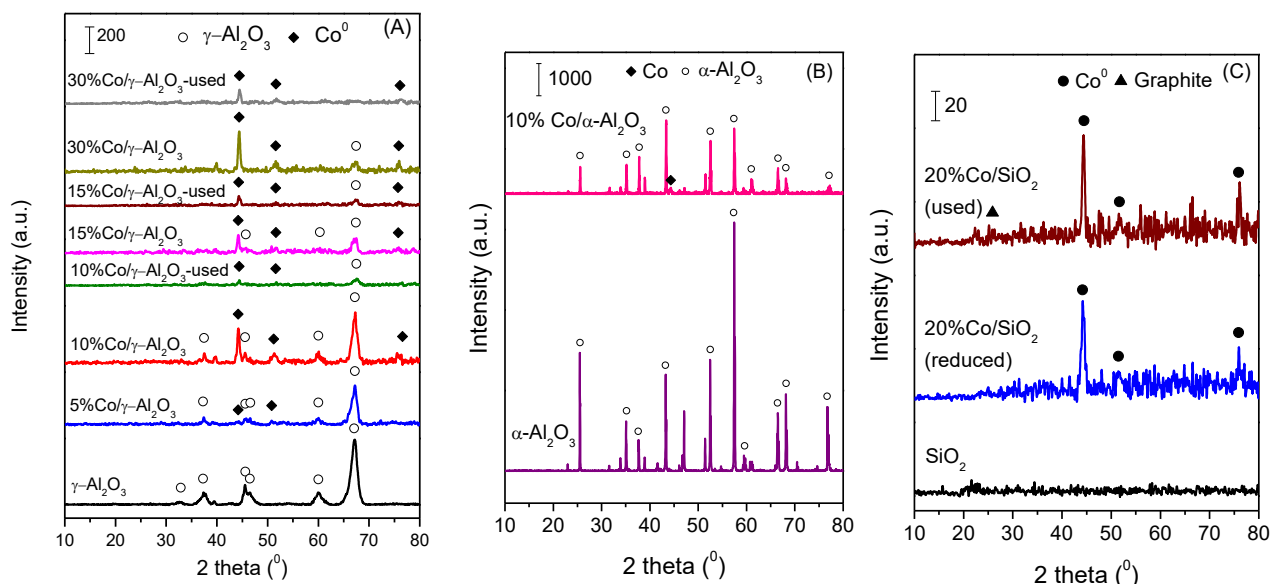 (A)
200
○ γ–Al₂O₃ ◆ Co⁰
30%Co/γ–Al₂O₃-used
30%Co/γ–Al₂O₃
15%Co/γ–Al₂O₃-used
15%Co/γ–Al₂O₃
10%Co/γ–Al₂O₃-used
10%Co/γ–Al₂O₃
5%Co/γ–Al₂O₃
γ–Al₂O₃
Intensity (a.u.)
10 20 30 40 50 60 70 80
2 theta (⁰)
(B)
1000
◆ Co ○ α-Al₂O₃
10% Co/α-Al₂O₃
α-Al₂O₃
Intensity (a.u.)
10 20 30 40 50 60 70 80
2 theta (⁰)
(C)
● Co⁰ ▲ Graphite
20
20%Co/SiO₂
(used)
20%Co/SiO₂
(reduced)
SiO₂
Intensity (a.u.)
10 20 30 40 50 60 70 80
2 theta (⁰)